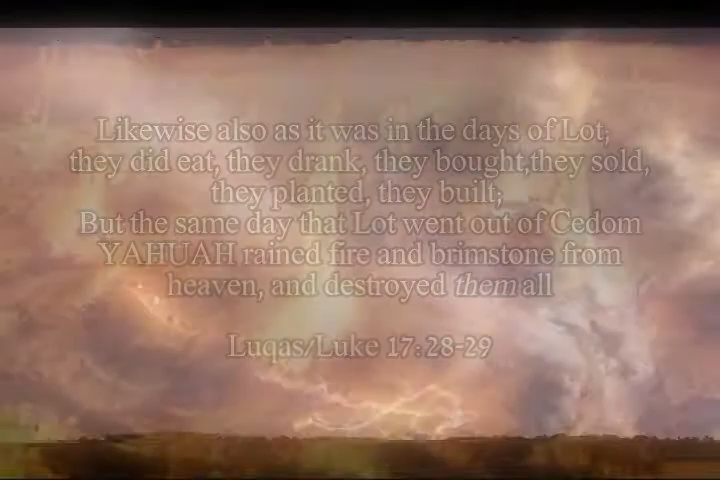 Likewise also as it was in the days of Lot;
they did eat, they drank, they bought,they sold,
they planted, they built;
But the same day that Lot went out of Cedom
YAHUAH rained fire and brimstone from
heaven, and destroyed them all
Luqas/Luke 17:28-29